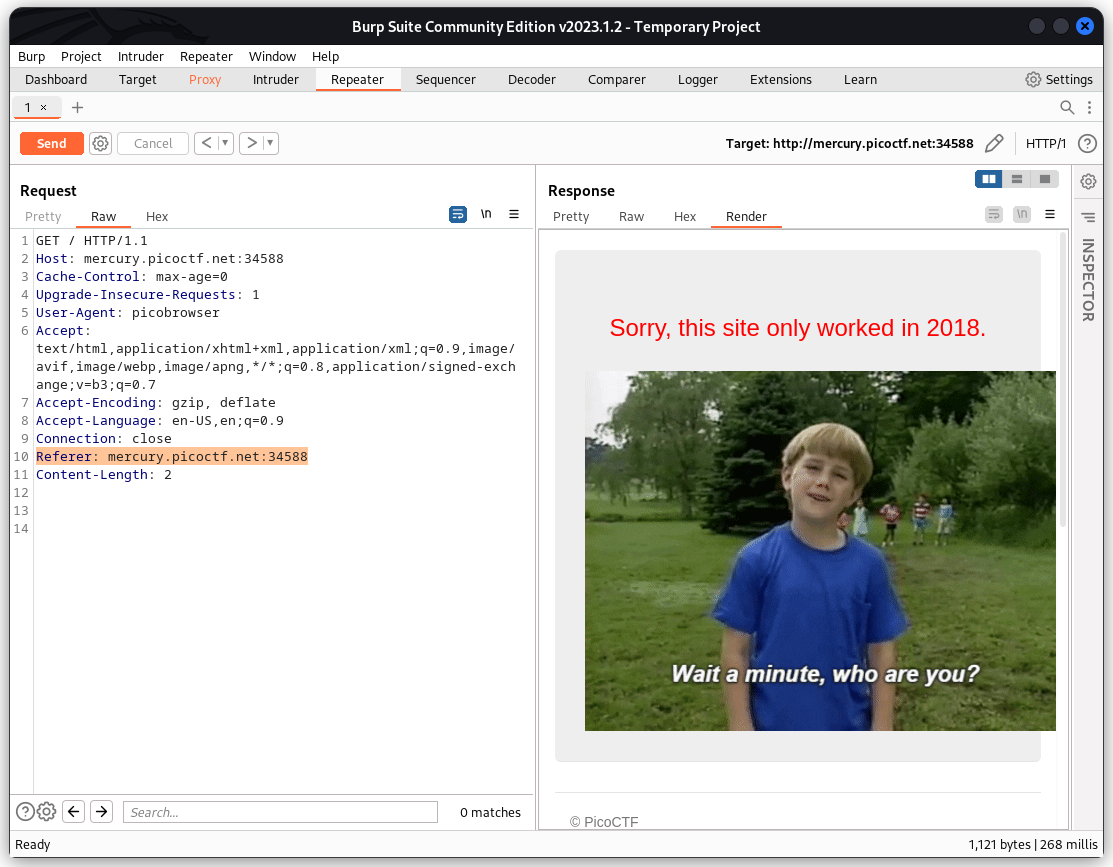 Burp Suite Community Edition v2023.1.2 - Temporary Project
Burp Project Intruder Repeater Window Help
Dashboard Target Proxy Intruder Repeater Sequencer Decoder Comparer Logger Extensions Learn Settings
1 × +
Send Cancel < > Target: http://mercury.picoctf.net:34588 HTTP/1 ?
Request
Pretty Raw Hex \n
1 GET / HTTP/1.1
2 Host: mercury.picoctf.net:34588
3 Cache-Control: max-age=0
4 Upgrade-Insecure-Requests: 1
5 User-Agent: picobrowser
6 Accept:
text/html,application/xhtml+xml,application/xml;q=0.9,image/
avif,image/webp,image/apng,*/*;q=0.8,application/signed-exch
ange;v=b3;q=0.7
7 Accept-Encoding: gzip, deflate
8 Accept-Language: en-US,en;q=0.9
9 Connection: close
10 Referer: mercury.picoctf.net:34588
11 Content-Length: 2
12
13
14
? Search... 0 matches
Response
Pretty Raw Hex Render \n
Sorry, this site only worked in 2018.
Wait a minute, who are you?
© PicoCTF
INSPECTOR
Ready 1,121 bytes | 268 millis